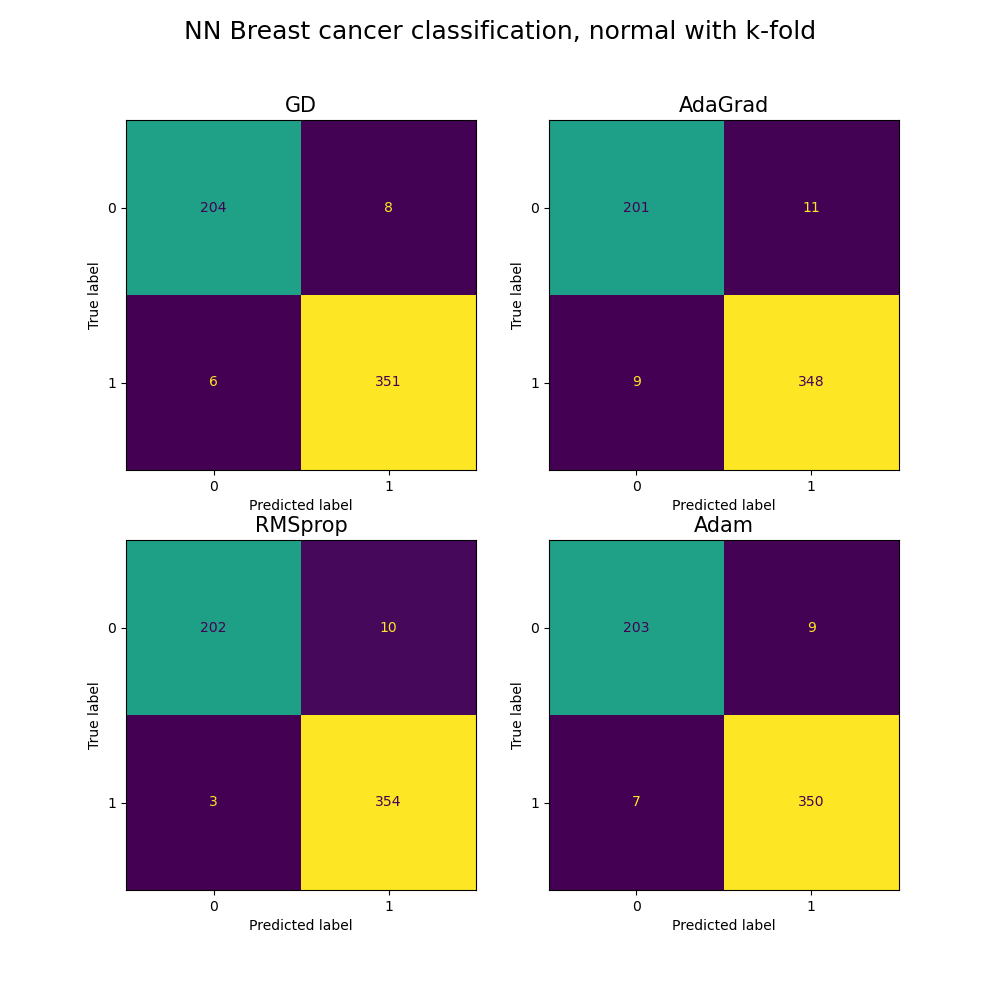 NN Breast cancer classification, normal with k-fold
GD
0
204
8
True label
1
6
351
0
1
Predicted label
AdaGrad
0
201
11
True label
1
9
348
0
1
Predicted label
RMSprop
0
202
10
True label
1
3
354
0
1
Predicted label
Adam
0
203
9
True label
1
7
350
0
1
Predicted label